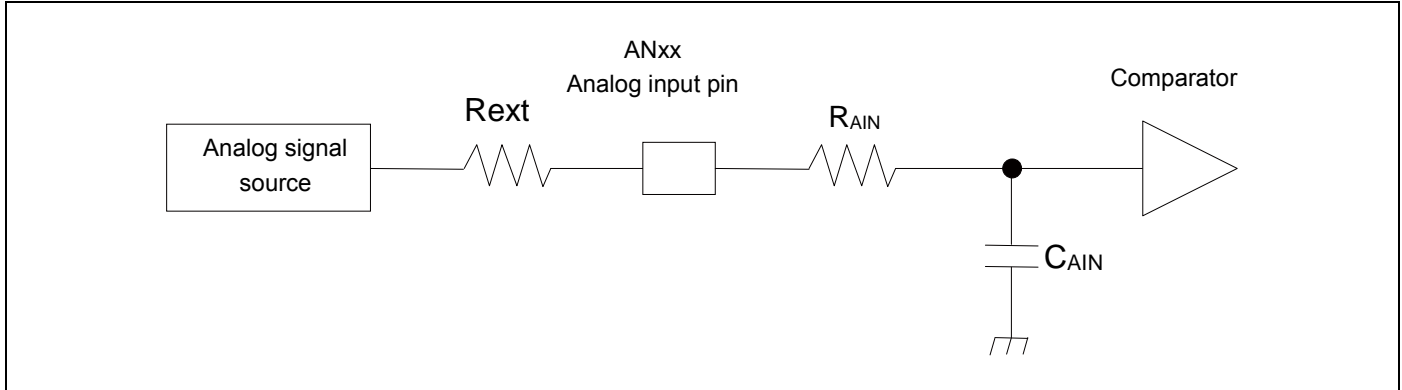 ANxx
Analog input pin
Comparator
Rext
RAIN
Analog signal
source
CAIN